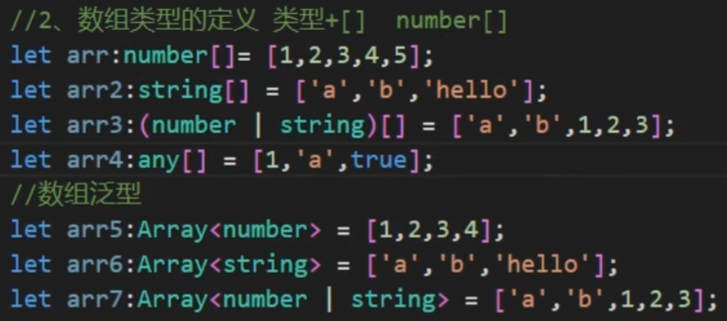 //2、数组类型的定义 类型+[]  number[]
let arr:number[]= [1,2,3,4,5];
let arr2:string[] = ['a','b','hello'];
let arr3:(number | string)[] = ['a','b',1,2,3];
let arr4:any[] = [1,'a',true];
//数组泛型
let arr5:Array<number> = [1,2,3,4];
let arr6:Array<string> = ['a','b','hello'];
let arr7:Array<number | string> = ['a','b',1,2,3];